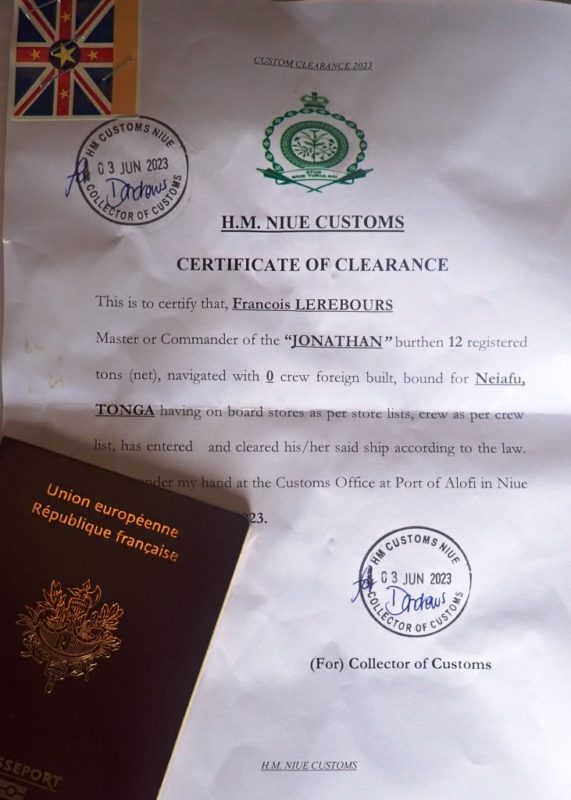 CUSTOM CLEARANCE 2023
HM CUSTOMS NIUE
03 JUN 2023
COLLECTOR OF CUSTOMS
ATUA
NIUE TUKULAGI
H.M. NIUE CUSTOMS
CERTIFICATE OF CLEARANCE
This is to certify that, Francois LEREBOURS
Master or Commander of the “JONATHAN” burthen 12 registered
tons (net), navigated with 0 crew foreign built, bound for Neiafu,
TONGA having on board stores as per store lists, crew as per crew
list, has entered and cleared his/her said ship according to the law.
my hand at the Customs Office at Port of Alofi in Niue
23.
Union européenne
République française
HM CUSTOMS NIUE
03 JUN 2023
COLLECTOR OF CUSTOMS
(For) Collector of Customs
H.M. NIUE CUSTOMS